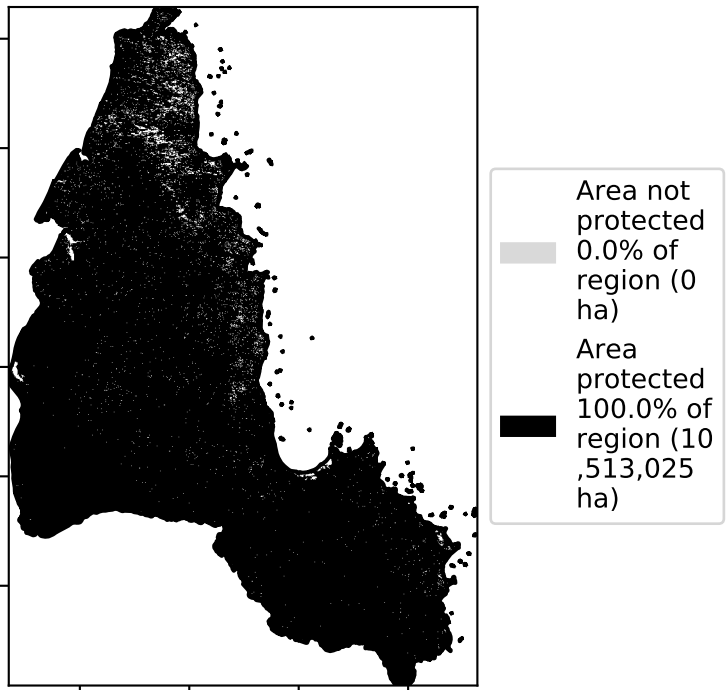 Area not
protected
0.0% of
region (0
ha)
Area
protected
100.0% of
region (10
,513,025
ha)